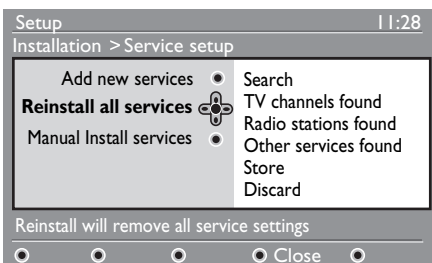 Setup 11:28
Installation > Service setup
Add new services
Reinstall all services
Manual Install services
Search
TV channels found
Radio stations found
Other services found
Store
Discard
Reinstall will remove all service settings
Close